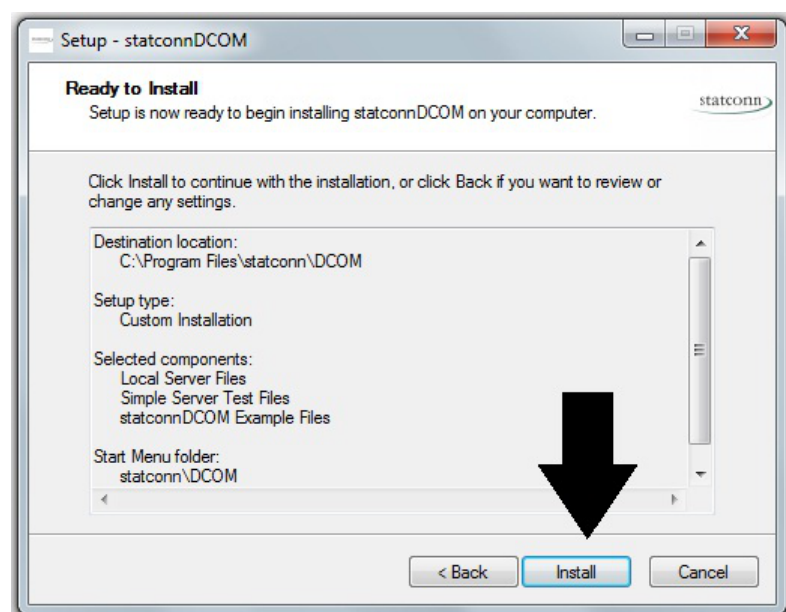 Setup - statconnDCOM
Ready to Install
Setup is now ready to begin installing statconnDCOM on your computer.
statconn
Click Install to continue with the installation, or click Back if you want to review or
change any settings.
Destination location:
C:\Program Files\statconn\DCOM
Setup type:
Custom Installation
Selected components:
Local Server Files
Simple Server Test Files
statconnDCOM Example Files
Start Menu folder:
statconn\DCOM
< Back
Install
Cancel